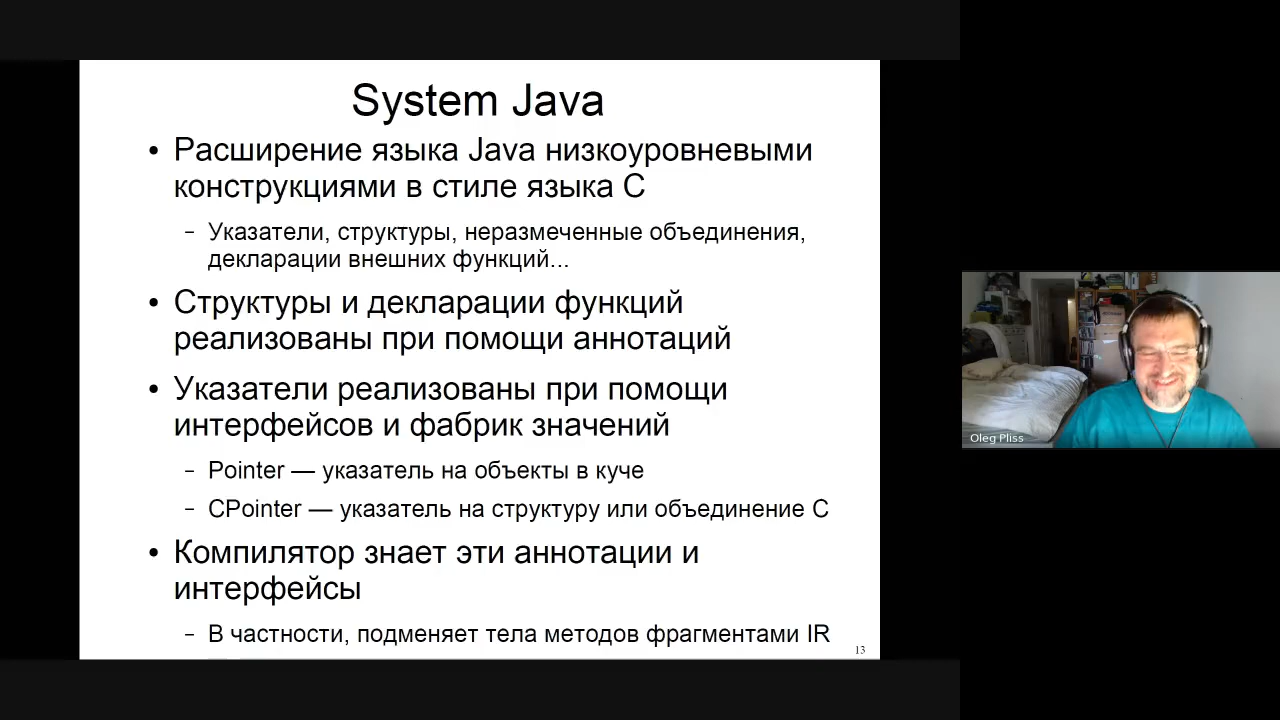 System Java
• Расширение языка Java низкоуровневыми
конструкциями в стиле языка C
– Указатели, структуры, неразмеченные объединения,
декларации внешних функций...
• Структуры и декларации функций
реализованы при помощи аннотаций
• Указатели реализованы при помощи
интерфейсов и фабрик значений
– Pointer — указатель на объекты в куче
– CPointer — указатель на структуру или объединение C
• Компилятор знает эти аннотации и
интерфейсы
– В частности, подменяет тела методов фрагментами IR
13
Oleg Pliss